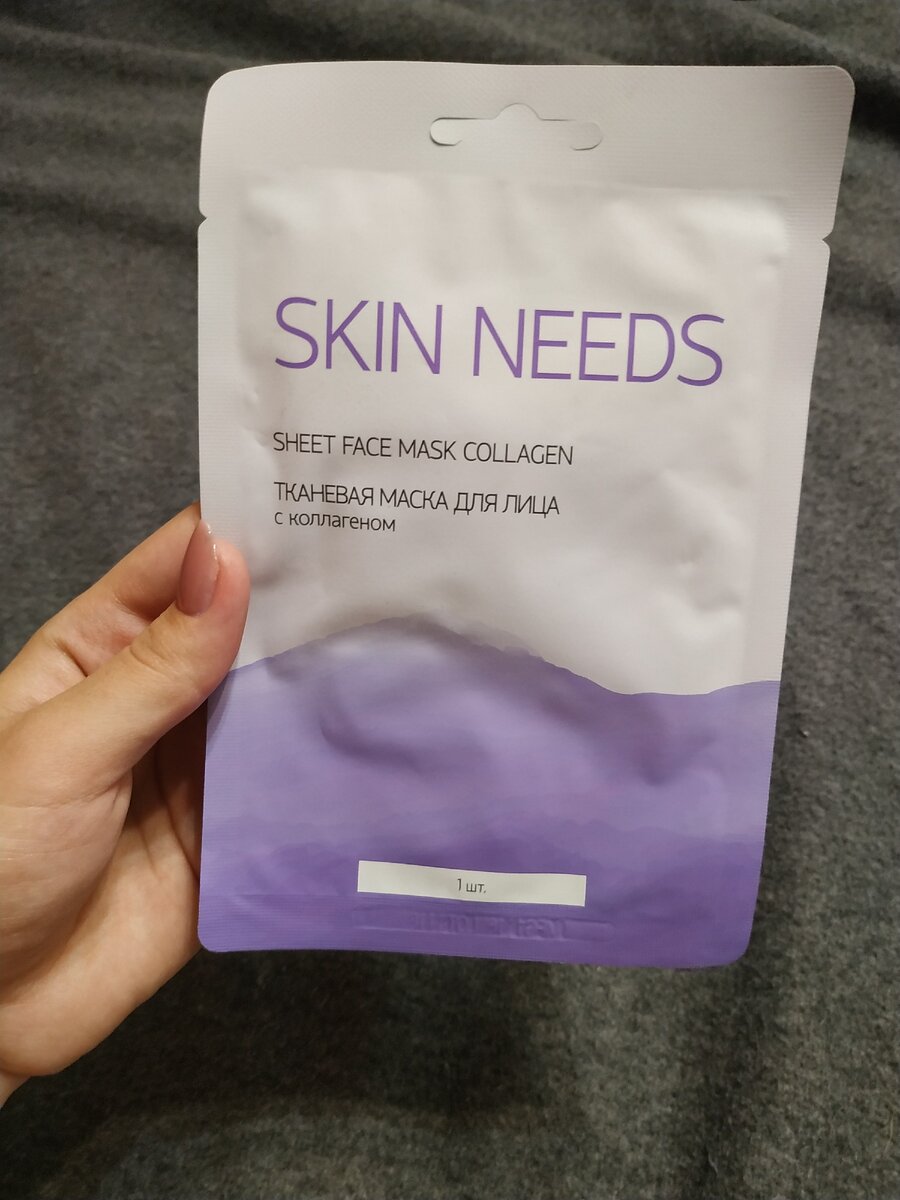 SKIN NEEDS
SHEET FACE MASK COLLAGEN
ТКАНЕВАЯ МАСКА ДЛЯ ЛИЦА
с коллагеном
1 шт.